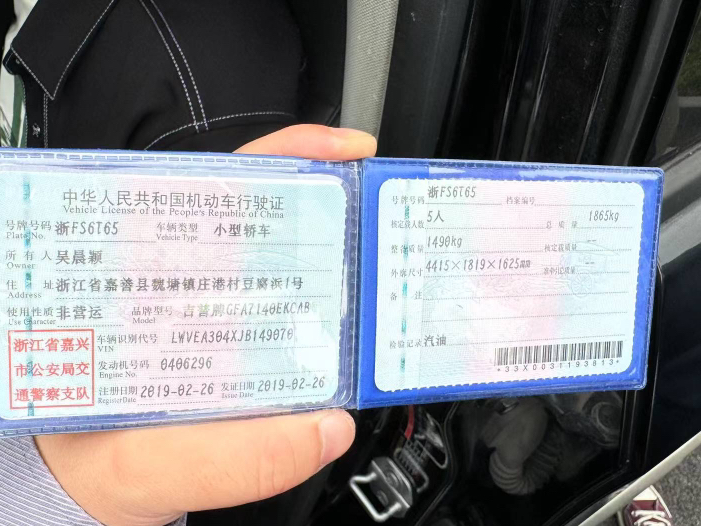 中华人民共和国机动车行驶证
Vehicle License of the People's Republic of China
号牌号码 浙FS6T65 车辆类型 小型轿车
Plate No. Vehicle Type
所有人 吴晨颖
Owner
住址 浙江省嘉善县魏塘镇庄港村豆腐浜1号
Address
使用性质 非营运 品牌型号 吉普牌GFA7140EKCAB
Use Character Model
浙江省嘉兴
市公安局交
通警察支队
车辆识别代号 LWVEA304XJB149070
VIN
发动机号码 0406296
Engine No.
注册日期 2019-02-26 发证日期 2019-02-26
Register Date Issue Date
号牌号码 浙FS6T65 档案编号
核定载人数 5人 总质量 1865kg
整备质量 1490kg 核定载质量 --
外廓尺寸 4415×1819×1625mm 准牵引总质量 --
备注
检验记录 汽油
*33X0031193813*